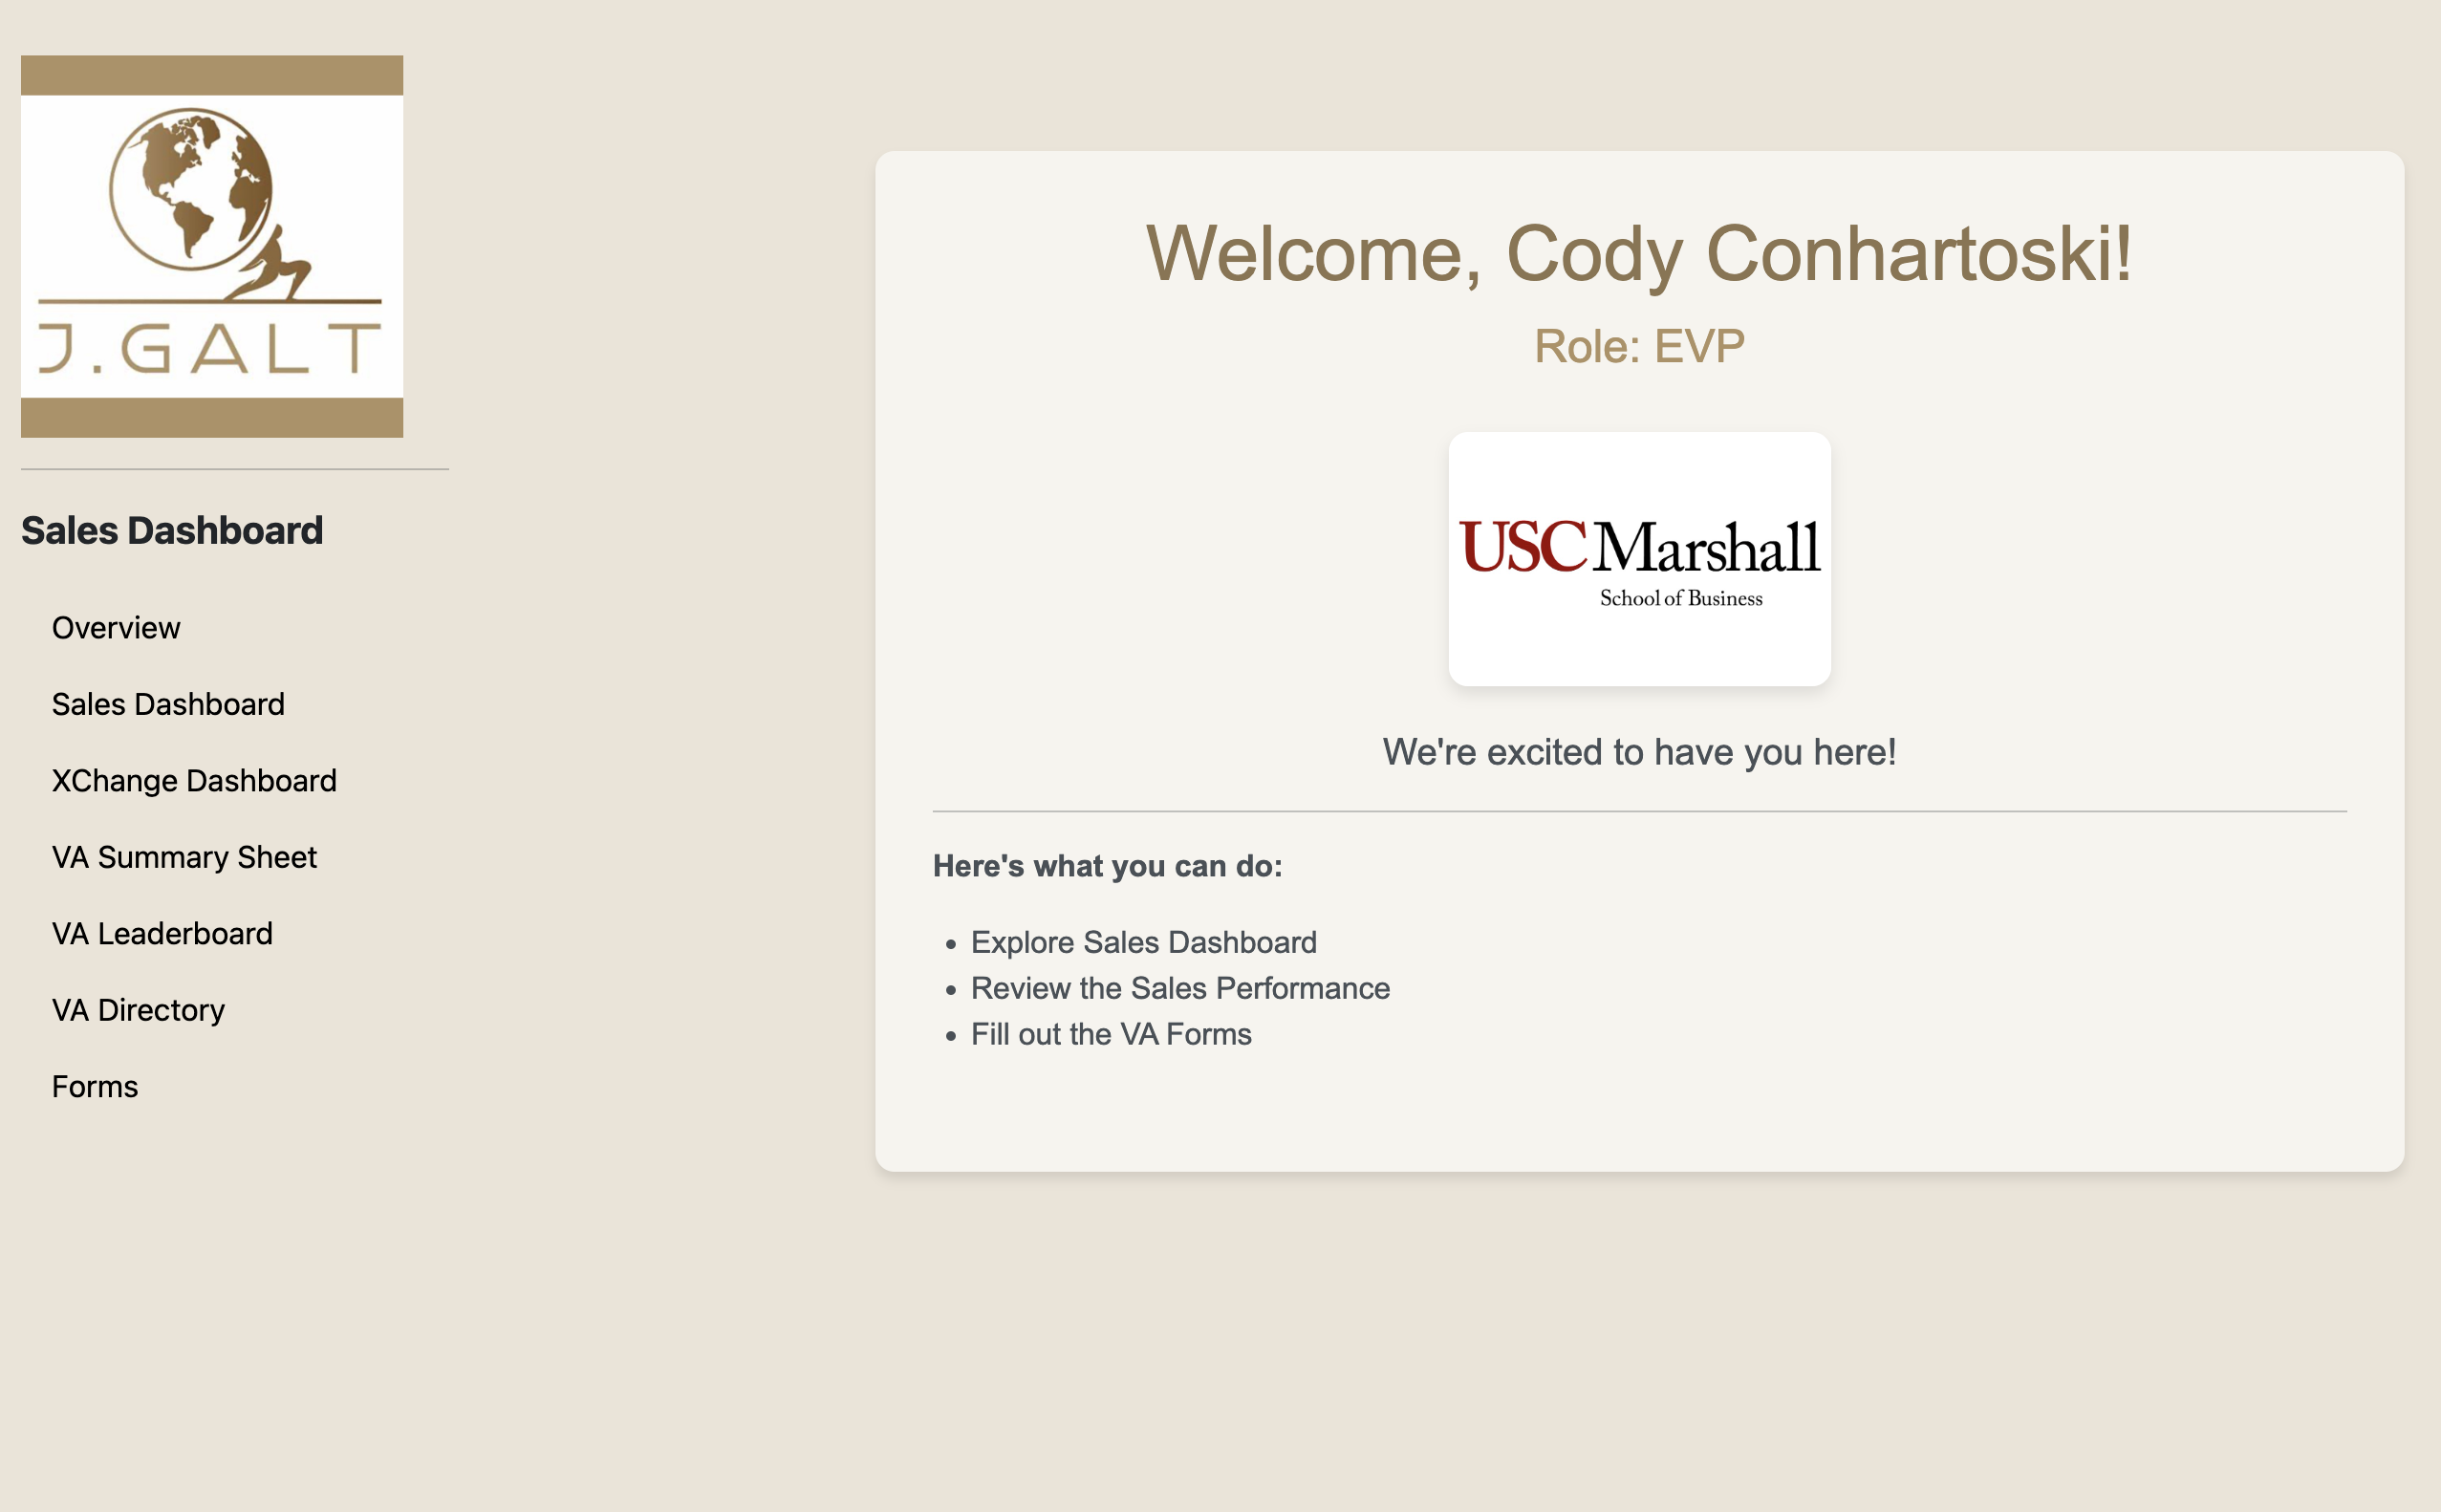 J.GALT
Sales Dashboard
Overview
Sales Dashboard
XChange Dashboard
VA Summary Sheet
VA Leaderboard
VA Directory
Forms
Welcome, Cody Conhartoski!
Role: EVP
USC Marshall
School of Business
We're excited to have you here!
Here's what you can do:
• Explore Sales Dashboard
• Review the Sales Performance
• Fill out the VA Forms